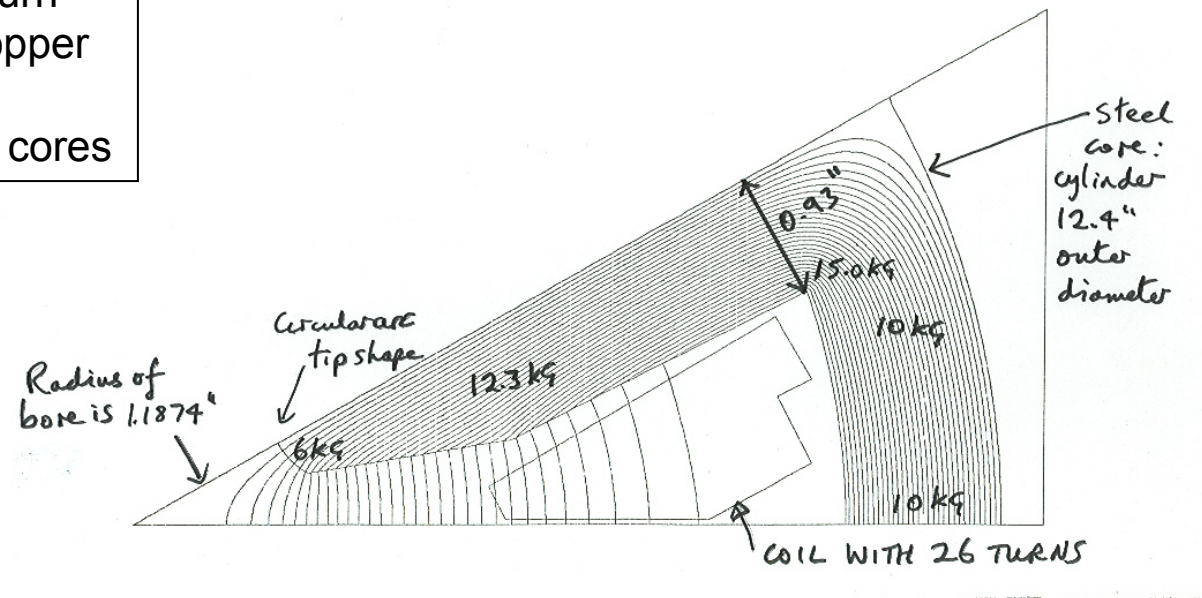 opper
cores
Steel
core:
cylinder
12.4"
outer
diameter
0.93"
15.0kG
10kG
Circular arc
tip shape
12.3kG
Radius of
bore is 1.1874"
6kG
10kG
COIL WITH 26 TURNS